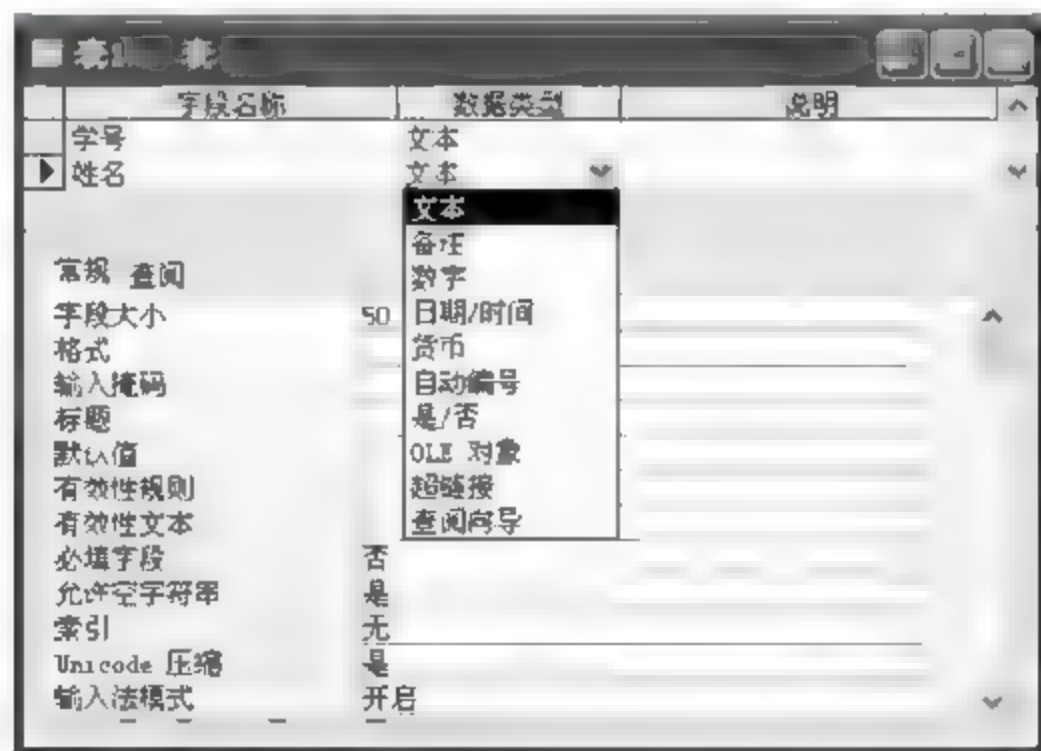 字段名称 数据类型 说明
学号 文本
姓名 文本
文本
备注
数字
日期/时间
货币
自动编号
是/否
OLE 对象
超链接
查阅向导
常规 查阅
字段大小 50
格式
输入掩码
标题
默认值
有效性规则
有效性文本
必填字段 否
允许空字符串 是
索引 无
Unicode 压缩 是
输入法模式 开启